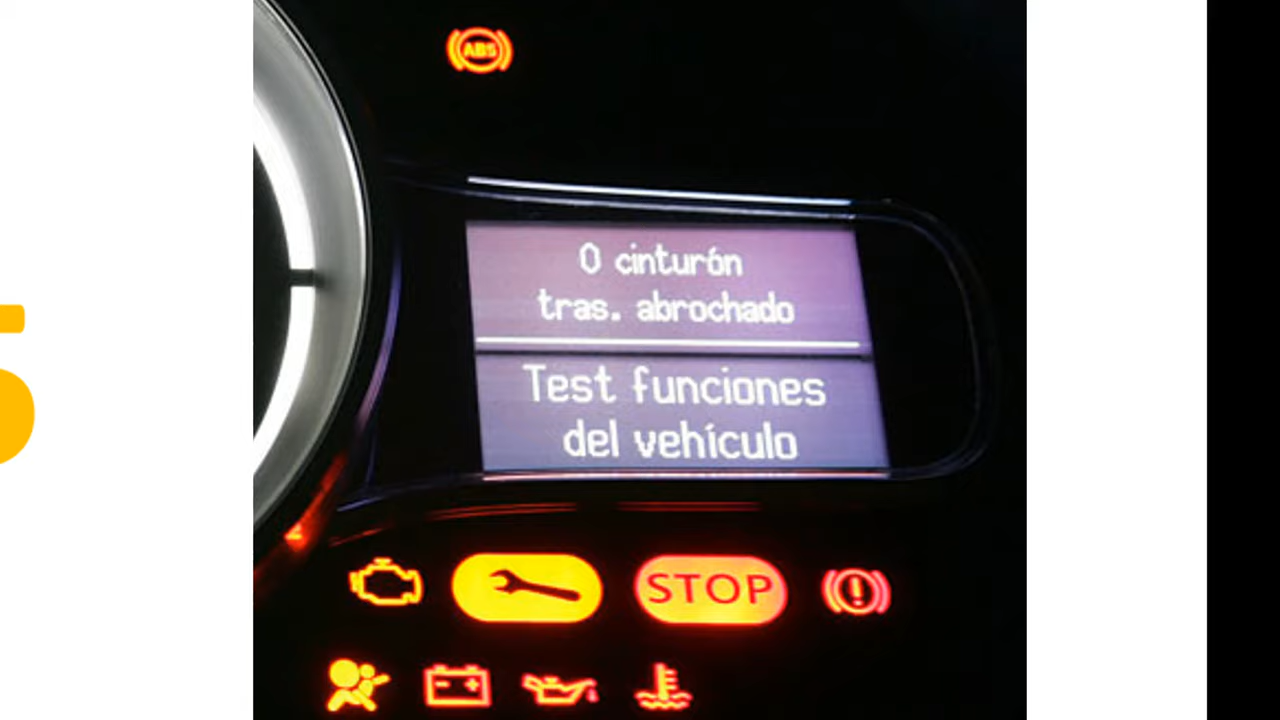 ABS
0 cinturón
tras. abrochado
Test funciones
del vehículo
STOP